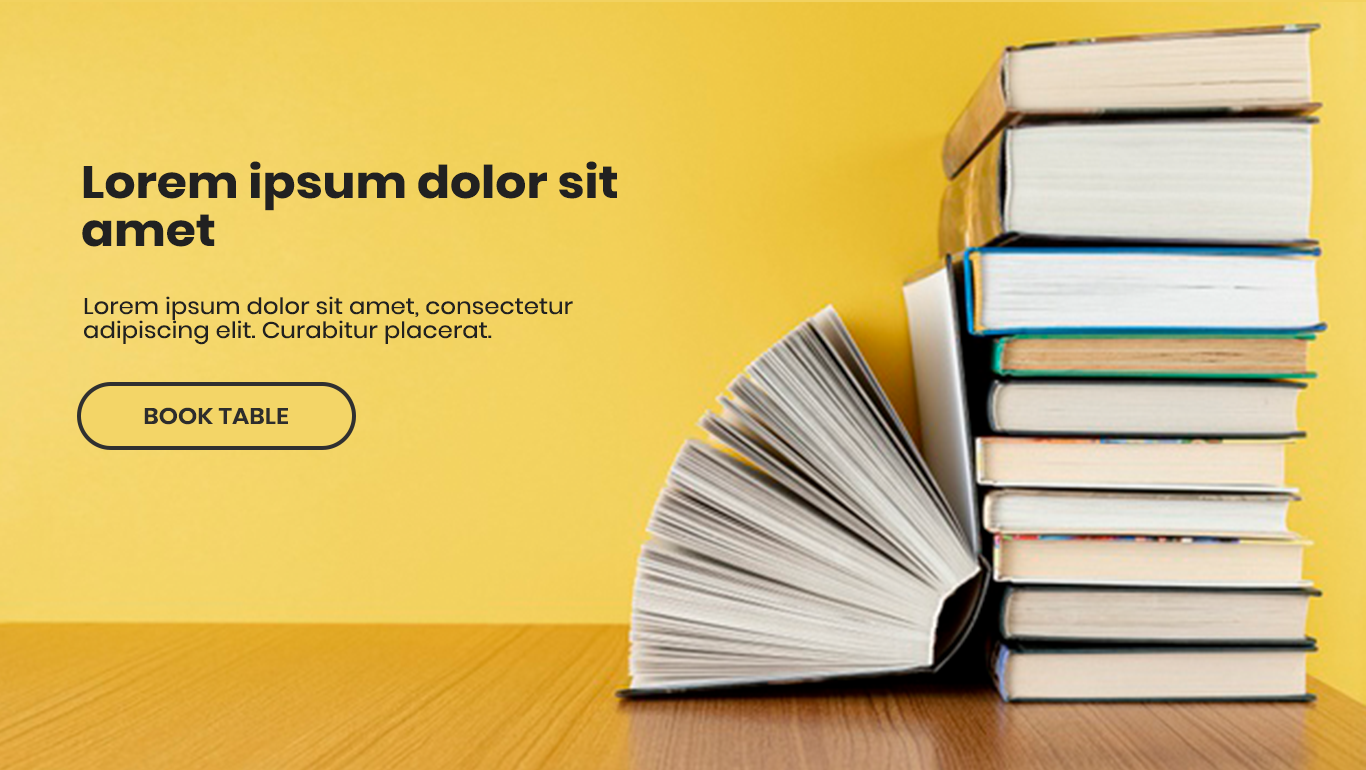 Lorem ipsum dolor sit
amet
Lorem ipsum dolor sit amet, consectetur
adipiscing elit. Curabitur placerat.
BOOK TABLE